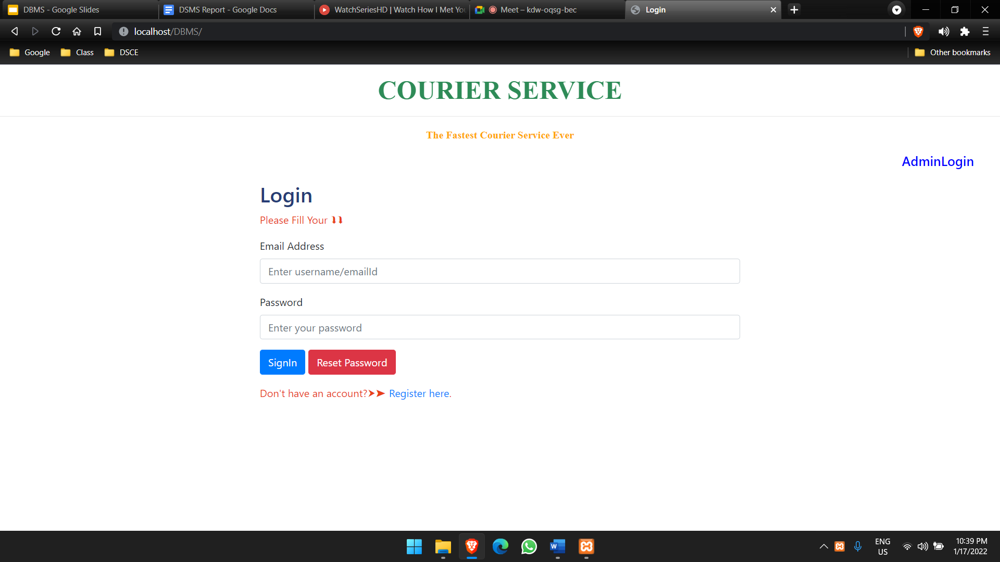 DBMS - Google Slides
DSMS Report - Google Docs
WatchSeriesHD | Watch How I Met You
Meet – kdw-oqsg-bec
Login
localhost/DBMS/
Google
Class
DSCE
Other bookmarks
COURIER SERVICE
The Fastest Courier Service Ever
AdminLogin
Login
Please Fill Your ⤵⤵
Email Address
Enter username/emailId
Password
Enter your password
SignIn
Reset Password
Don't have an account?➤➤ Register here.
ENG
US
10:39 PM
1/17/2022